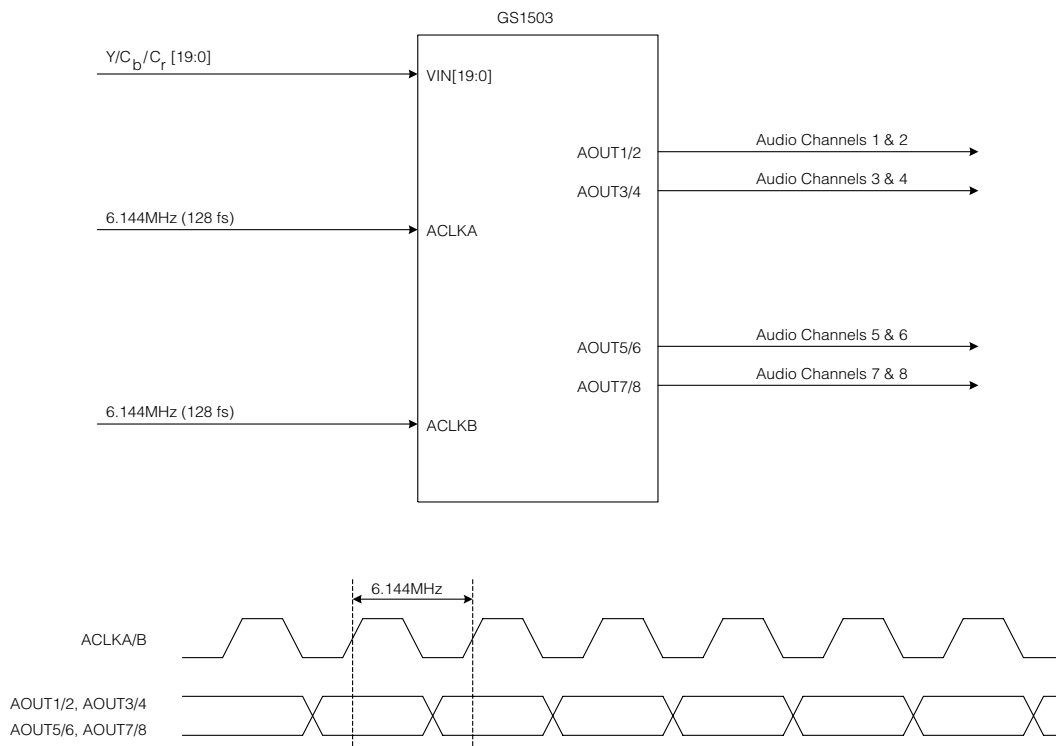 GS1503
Y/Cb/Cr [19:0]
VIN[19:0]
AOUT1/2
Audio Channels 1 & 2
AOUT3/4
Audio Channels 3 & 4
6.144MHz (128 fs)
ACLKA
AOUT5/6
Audio Channels 5 & 6
AOUT7/8
Audio Channels 7 & 8
6.144MHz (128 fs)
ACLKB
6.144MHz
ACLKA/B
AOUT1/2, AOUT3/4
AOUT5/6, AOUT7/8